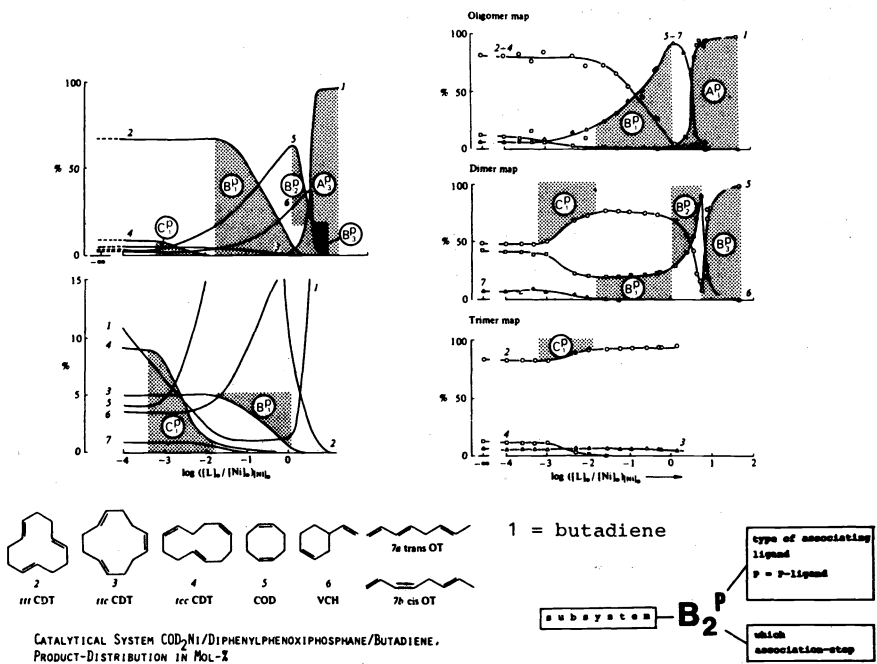 100
50
%
0
-∞
1
2
5
6
4
3
C₁ᴾ
B₁ᴾ
B₂ᴾ
A₃ᴾ
B₃ᴾ
15
10
%
5
0
1
4
3
5
6
7
1
2
C₁ᴾ
B₁ᴾ
-4 -3 -2 -1 0 1
log ([L]ₒ/[Ni]ₒ)[Ni]ₒ
Oligomer map
100
%
50
0
2-4
5-7
1
B₁ᴾ
A₁ᴾ
Dimer map
100
%
50
0
7
5
6
C₁ᴾ
B₁ᴾ
B₂ᴾ
B₃ᴾ
Trimer map
100
%
50
0
2
4
3
C₁ᴾ
-∞ -4 -3 -2 -1 0 1 2
log ([L]ₒ/[Ni]ₒ)[Ni]ₒ →
2
ttt CDT
3
ttc CDT
4
tcc CDT
5
COD
6
VCH
7a trans OT
7b cis OT
1 = butadiene
CATALYTICAL SYSTEM COD₂NI/DIPHENYLPHENOXIPHOSPHANE/BUTADIENE.
PRODUCT-DISTRIBUTION IN MOL-%
subsystem
B₂ᴾ
type of associating
ligand
P = P-ligand
which
association-step